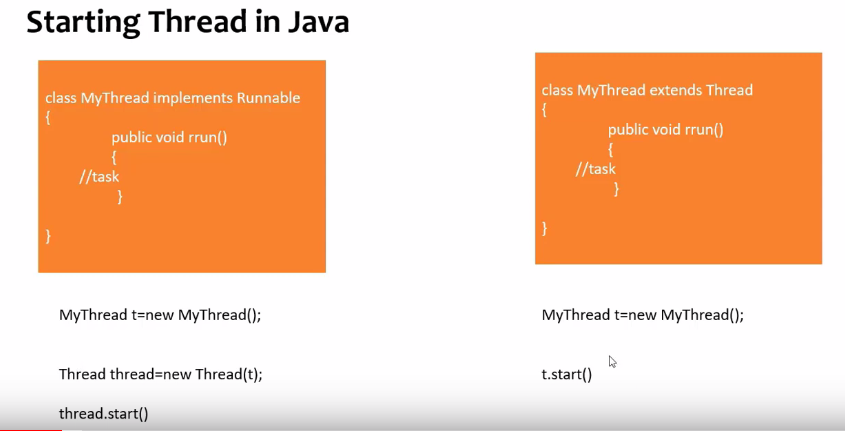 Starting Thread in Java
class MyThread implements Runnable
{
public void rrun()
{
//task
}
}
MyThread t=new MyThread();
Thread thread=new Thread(t);
thread.start()
class MyThread extends Thread
{
public void rrun()
{
//task
}
}
MyThread t=new MyThread();
t.start()